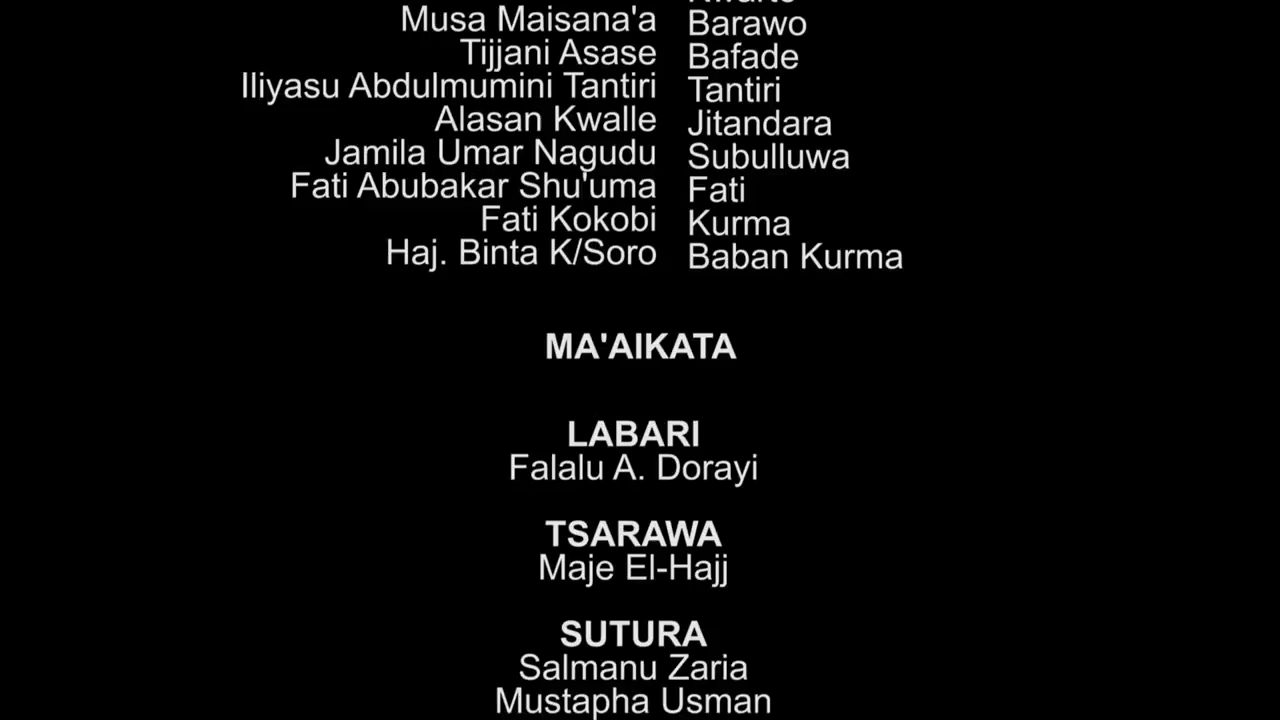 Musa Maisana'a Barawo
Tijjani Asase Bafade
Iliyasu Abdulmumini Tantiri Tantiri
Alasan Kwalle Jitandara
Jamila Umar Nagudu Subulluwa
Fati Abubakar Shu'uma Fati
Fati Kokobi Kurma
Haj. Binta K/Soro Baban Kurma
MA'AIKATA
LABARI
Falalu A. Dorayi
TSARAWA
Maje El-Hajj
SUTURA
Salmanu Zaria
Mustapha Usman